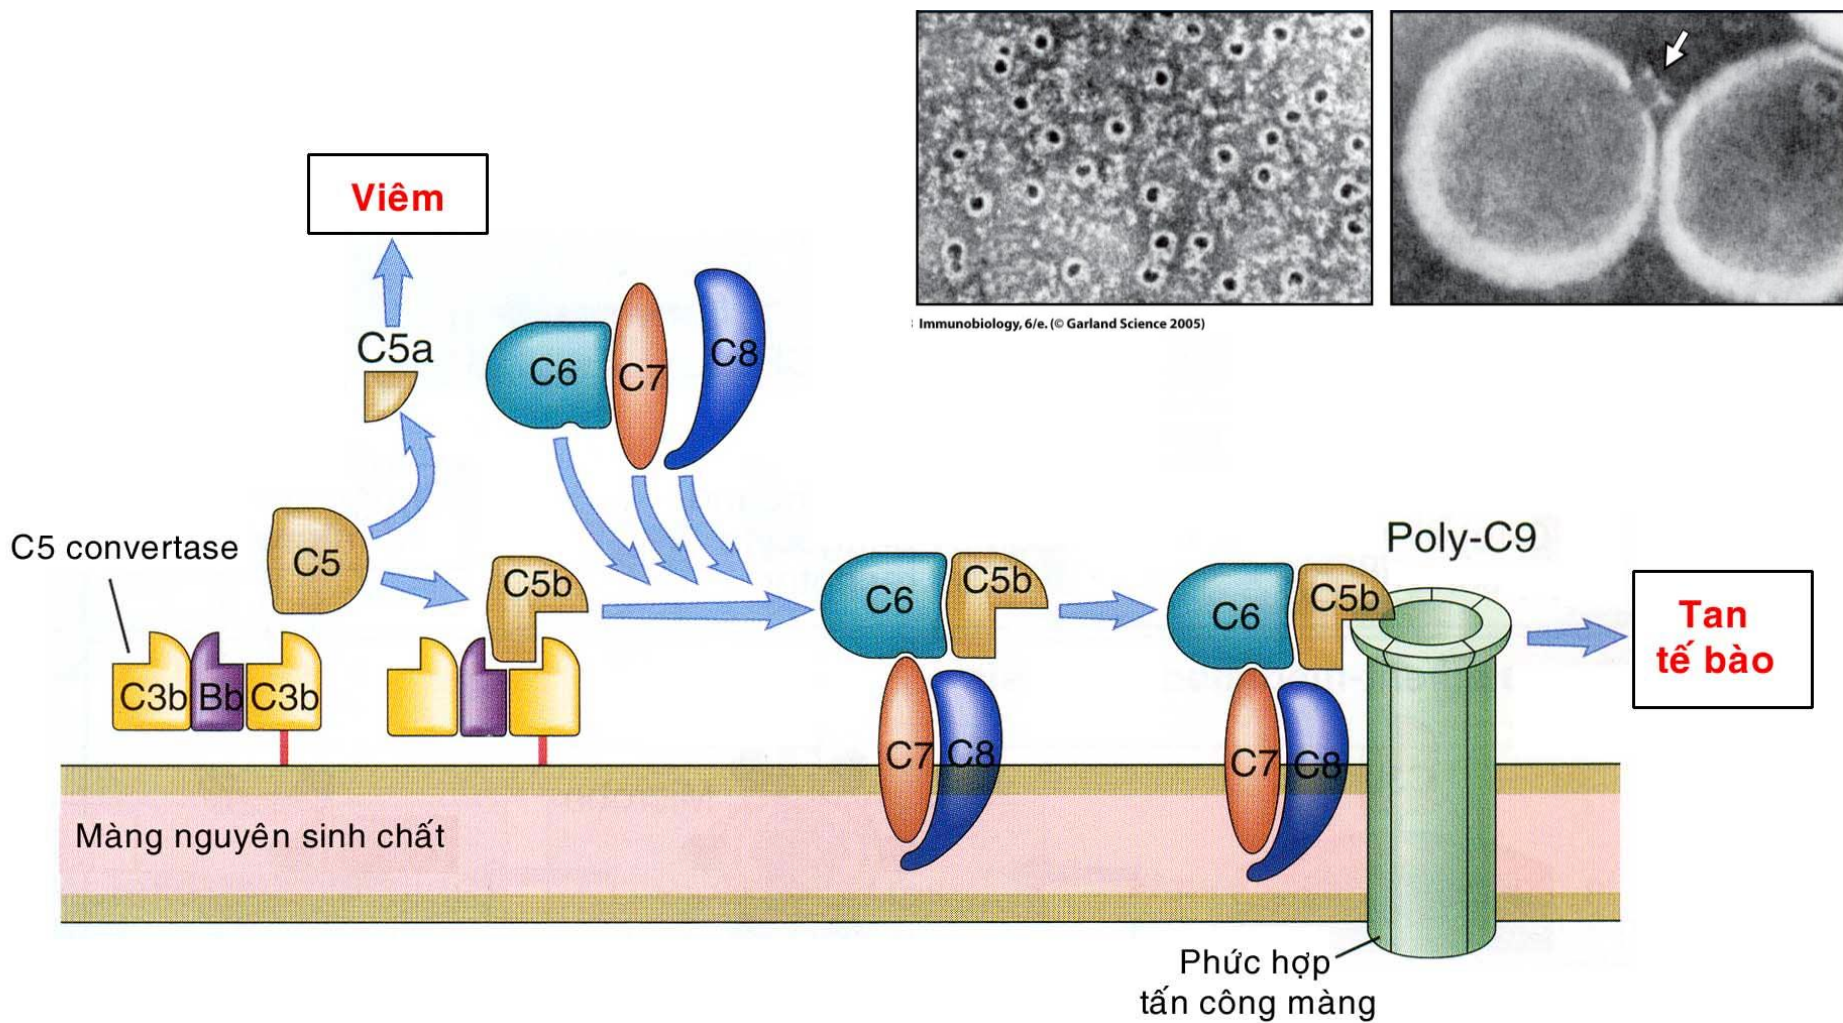 Immunobiology, 6/e. (© Garland Science 2005)
Viêm
C5a
C6
C7
C8
C5 convertase
C5
C5b
C3b
Bb
C3b
C6
C5b
C7
C8
C6
C5b
C7
C8
Poly-C9
Tan
tế bào
Màng nguyên sinh chất
Phức hợp
tấn công màng